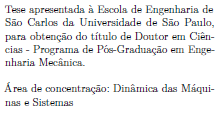 Tese apresentada à Escola de Engenharia de
São Carlos da Universidade de São Paulo,
para obtenção do título de Doutor em Ciên-
cias - Programa de Pós-Graduação em Enge-
nharia Mecânica.
Área de concentração: Dinâmica das Máqui-
nas e Sistemas